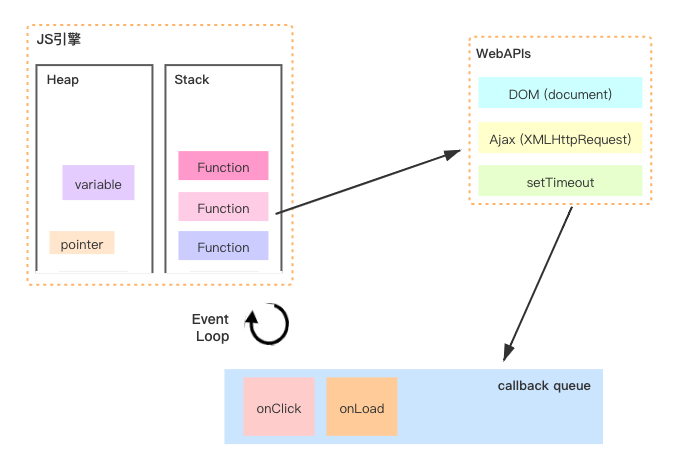 JS引擎
Heap
variable
pointer
Stack
Function
Function
Function
WebAPIs
DOM (document)
Ajax (XMLHttpRequest)
setTimeout
Event
Loop
callback queue
onClick
onLoad